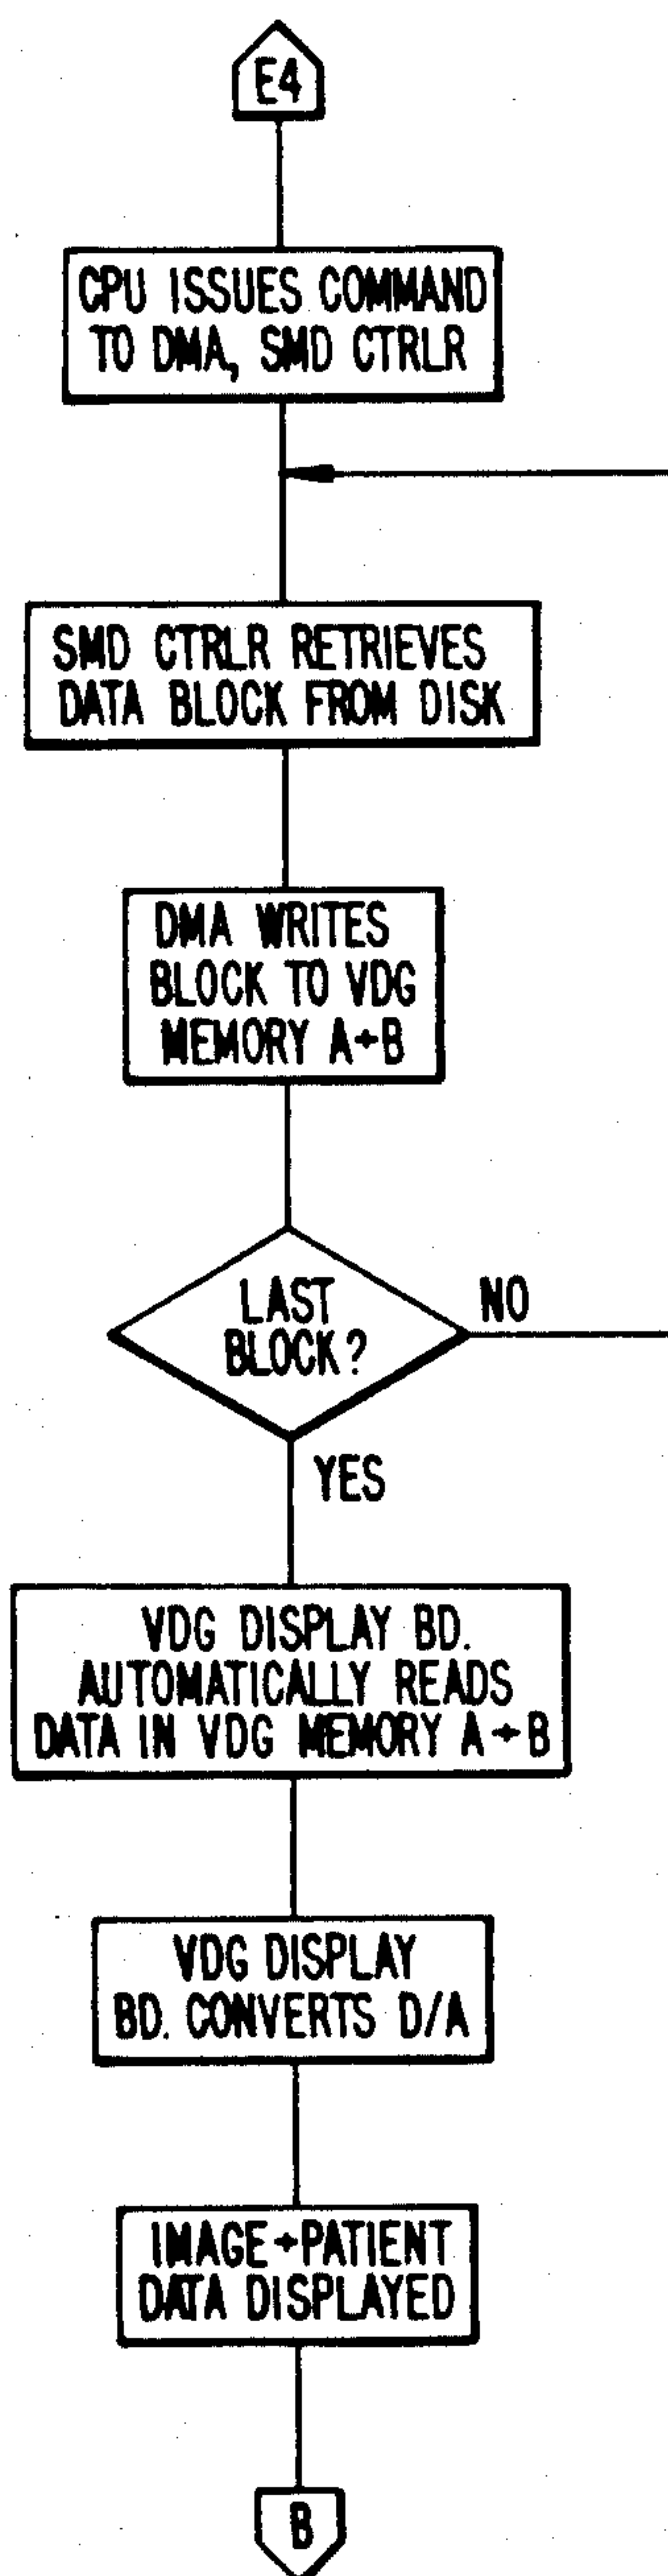 E4
CPU ISSUES COMMAND
TO DMA, SMD CTRLR
SMD CTRLR RETRIEVES
DATA BLOCK FROM DISK
DMA WRITES
BLOCK TO VDG
MEMORY A+B
LAST
BLOCK?
NO
YES
VDG DISPLAY BD.
AUTOMATICALLY READS
DATA IN VDG MEMORY A+B
VDG DISPLAY
BD. CONVERTS D/A
IMAGE+PATIENT
DATA DISPLAYED
B